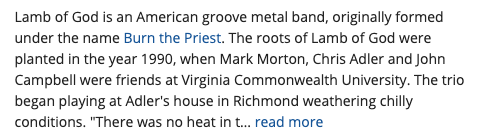 Lamb of God is an American groove metal band, originally formed
under the name Burn the Priest. The roots of Lamb of God were
planted in the year 1990, when Mark Morton, Chris Adler and John
Campbell were friends at Virginia Commonwealth University. The trio
began playing at Adler's house in Richmond weathering chilly
conditions. "There was no heat in t... read more